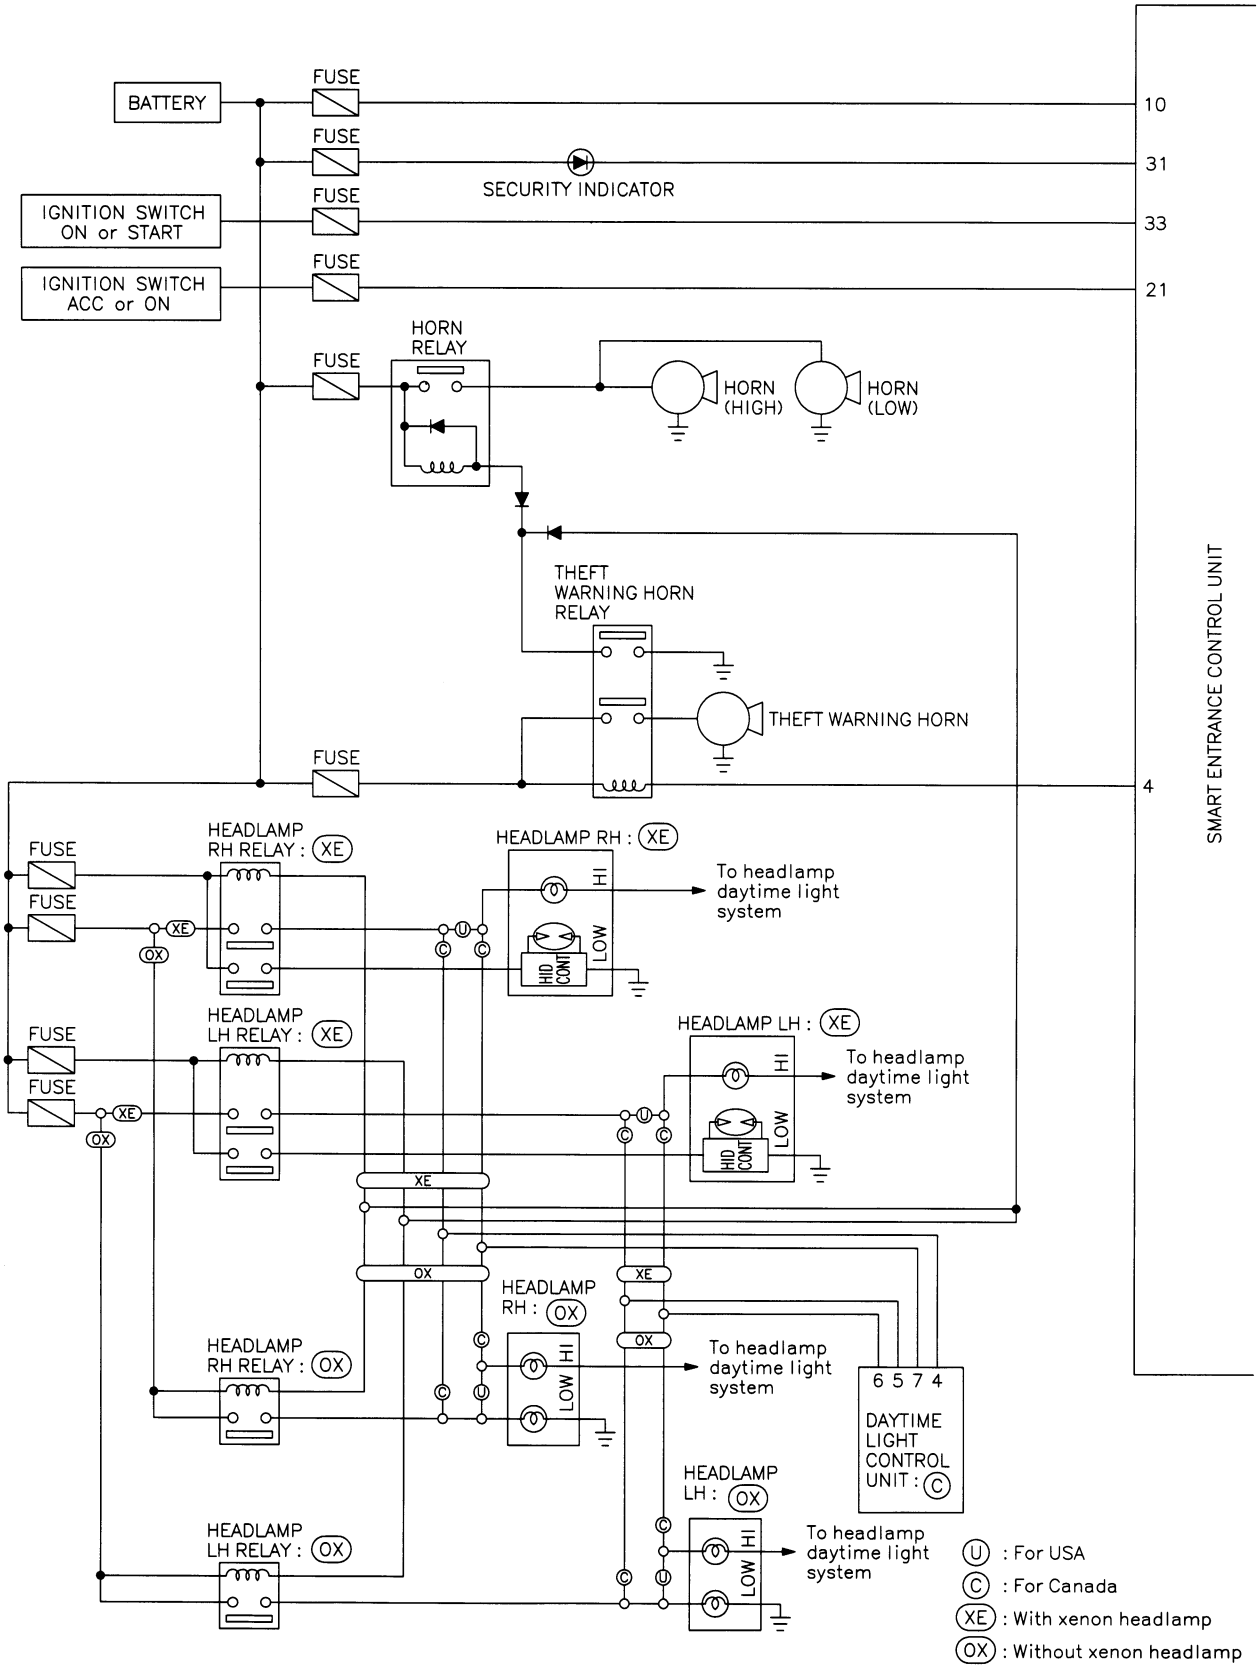 FUSE
BATTERY
10
FUSE
31
SECURITY INDICATOR
FUSE
IGNITION SWITCH
ON or START
33
FUSE
IGNITION SWITCH
ACC or ON
21
HORN
RELAY
FUSE
HORN
(HIGH)
HORN
(LOW)
SMART ENTRANCE CONTROL UNIT
THEFT
WARNING HORN
RELAY
THEFT WARNING HORN
FUSE
4
HEADLAMP
RH RELAY : XE
HEADLAMP RH : XE
FUSE
HI
To headlamp
daytime light
system
FUSE
XE
U
LOW
OX
C
C
HID
CONT
HEADLAMP
LH RELAY : XE
HEADLAMP LH : XE
FUSE
HI
To headlamp
daytime light
system
FUSE
XE
U
LOW
OX
C
C
HID
CONT
XE
OX
XE
HEADLAMP
RH : OX
OX
HEADLAMP
RH RELAY : OX
C
HI
To headlamp
daytime light
system
C
U
LOW
6 5 7 4
DAYTIME
LIGHT
CONTROL
UNIT : C
HEADLAMP
LH : OX
HEADLAMP
LH RELAY : OX
C
HI
To headlamp
daytime light
system
C
U
LOW
U : For USA
C : For Canada
XE : With xenon headlamp
OX : Without xenon headlamp